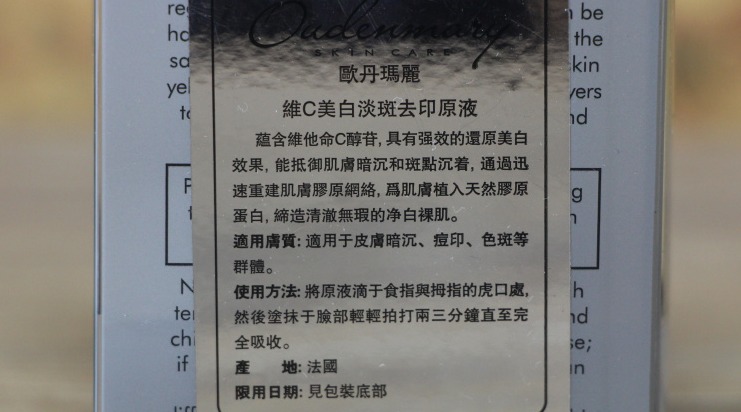 Oudenmary
SKIN CARE
歐丹瑪麗
維C美白淡斑去印原液
蘊含維他命C醇苷, 具有强效的還原美白
效果, 能抵御肌膚暗沉和斑點沉着, 通過迅
速重建肌膚膠原網絡, 爲肌膚植入天然膠原
蛋白, 締造清澈無瑕的净白裸肌。
適用膚質: 適用于皮膚暗沉、痘印、色斑等
群體。
使用方法: 將原液滴于食指與拇指的虎口處,
然後塗抹于臉部輕輕拍打兩三分鐘直至完
全吸收。
產 地: 法國
限用日期: 見包裝底部
be
the
if